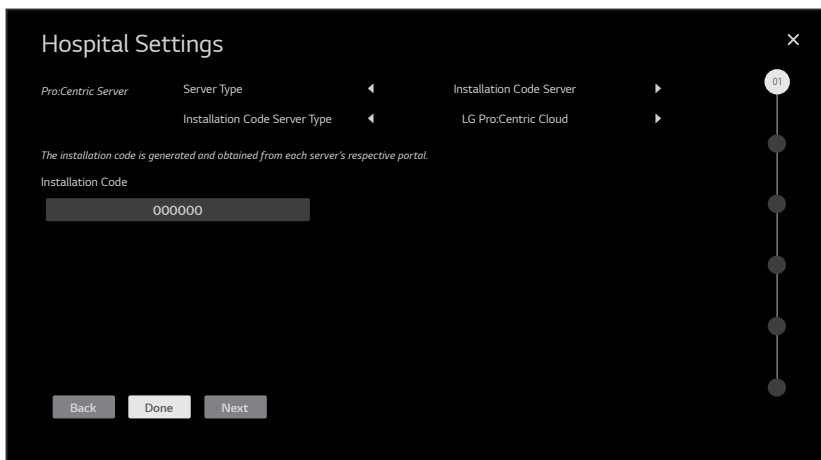 Hospital Settings
×
Pro:Centric Server
Server Type
Installation Code Server
01
Installation Code Server Type
LG Pro:Centric Cloud
The installation code is generated and obtained from each server's respective portal.
Installation Code
000000
Back
Done
Next